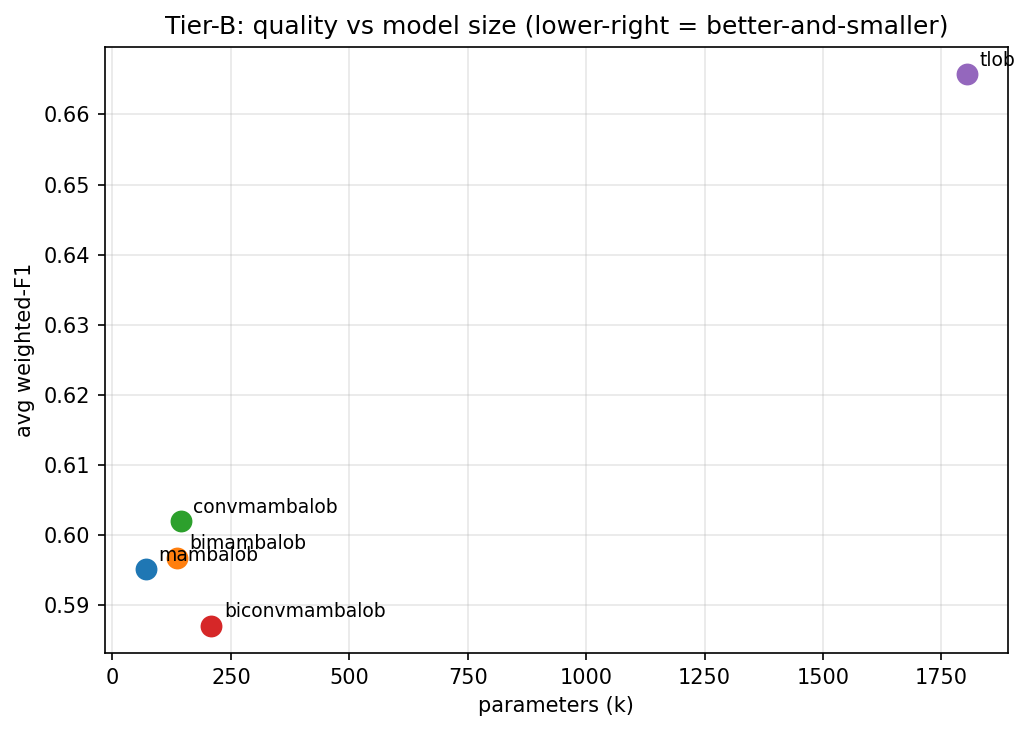 Tier-B: quality vs model size (lower-right = better-and-smaller)
tlob
0.66
0.65
0.64
0.63
0.62
0.61
0.60
0.59
avg weighted-F1
convmambalob
bimambalob
mambalob
biconvmambalob
0
250
500
750
1000
1250
1500
1750
parameters (k)